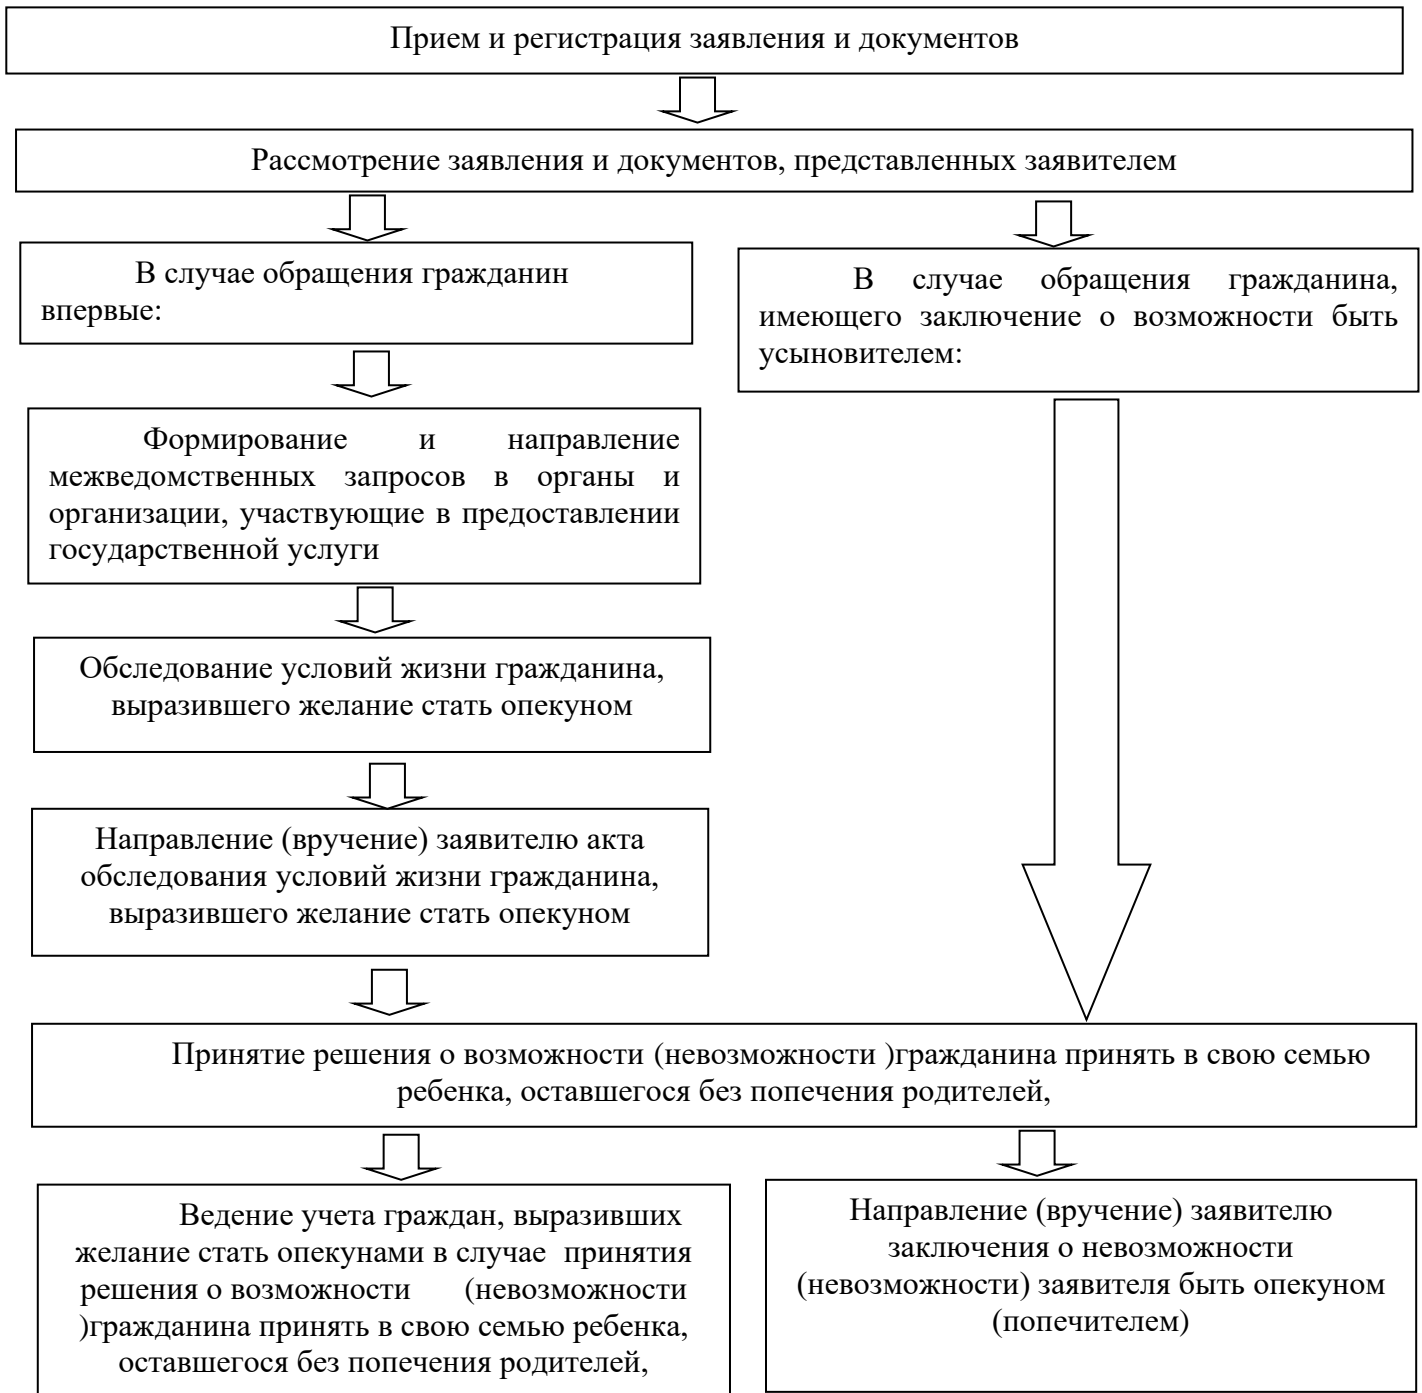 Прием и регистрация заявления и документов
Рассмотрение заявления и документов, представленных заявителем
В случае обращения гражданин
впервые:
В случае обращения гражданина,
имеющего заключение о возможности быть
усыновителем:
Формирование и направление
межведомственных запросов в органы и
организации, участвующие в предоставлении
государственной услуги
Обследование условий жизни гражданина,
выразившего желание стать опекуном
Направление (вручение) заявителю акта
обследования условий жизни гражданина,
выразившего желание стать опекуном
Принятие решения о возможности (невозможности )гражданина принять в свою семью
ребенка, оставшегося без попечения родителей,
Ведение учета граждан, выразивших
желание стать опекунами в случае принятия
решения о возможности (невозможности
)гражданина принять в свою семью ребенка,
оставшегося без попечения родителей,
Направление (вручение) заявителю
заключения о невозможности
(невозможности) заявителя быть опекуном
(попечителем)